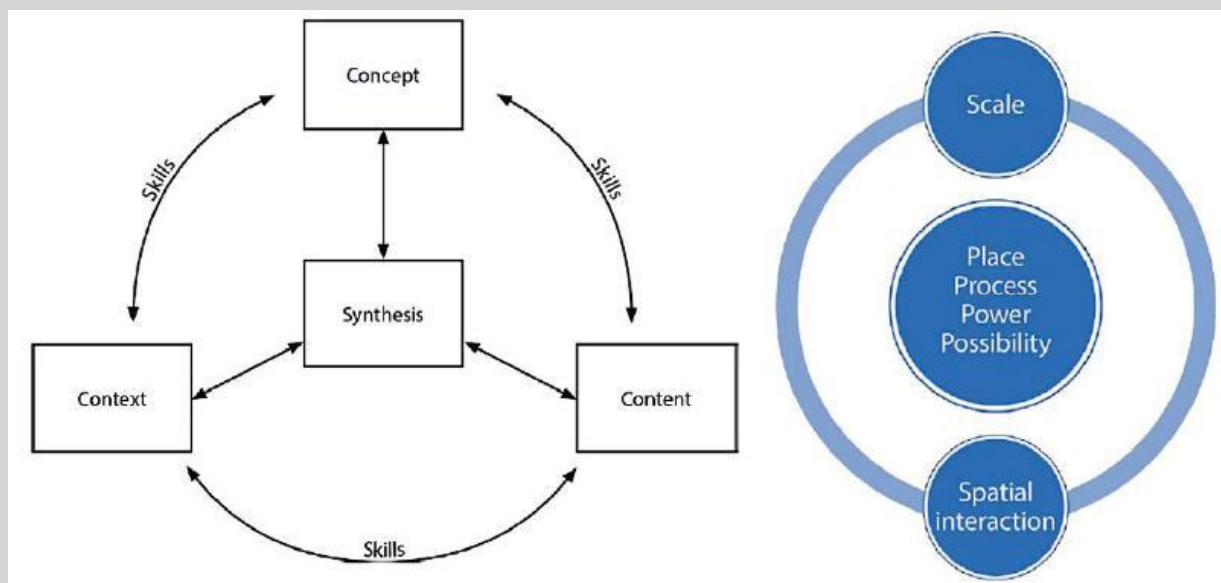 Concept
Skills
Skills
Synthesis
Context
Content
Skills
Scale
Place
Process
Power
Possibility
Spatial
interaction